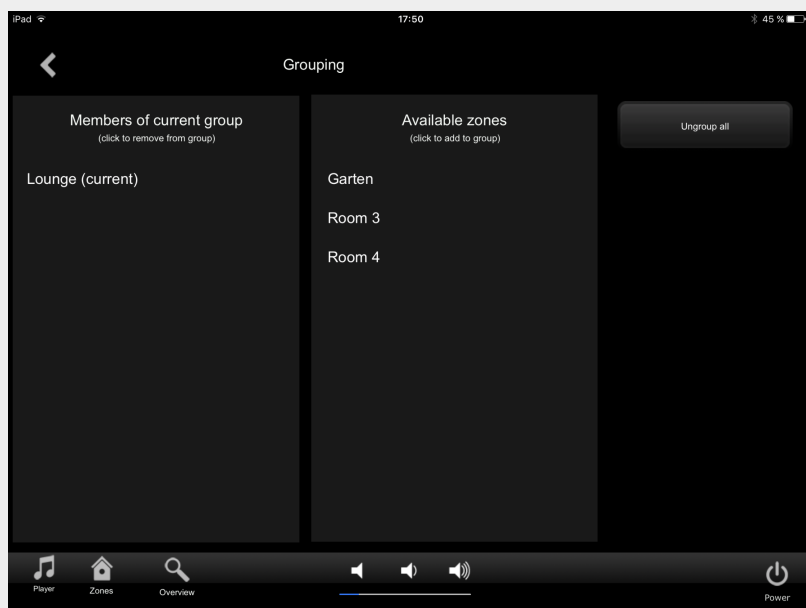 iPad 17:50 45 %
Grouping
Members of current group
(click to remove from group)
Lounge (current)
Available zones
(click to add to group)
Garten
Room 3
Room 4
Ungroup all
Player Zones Overview Power